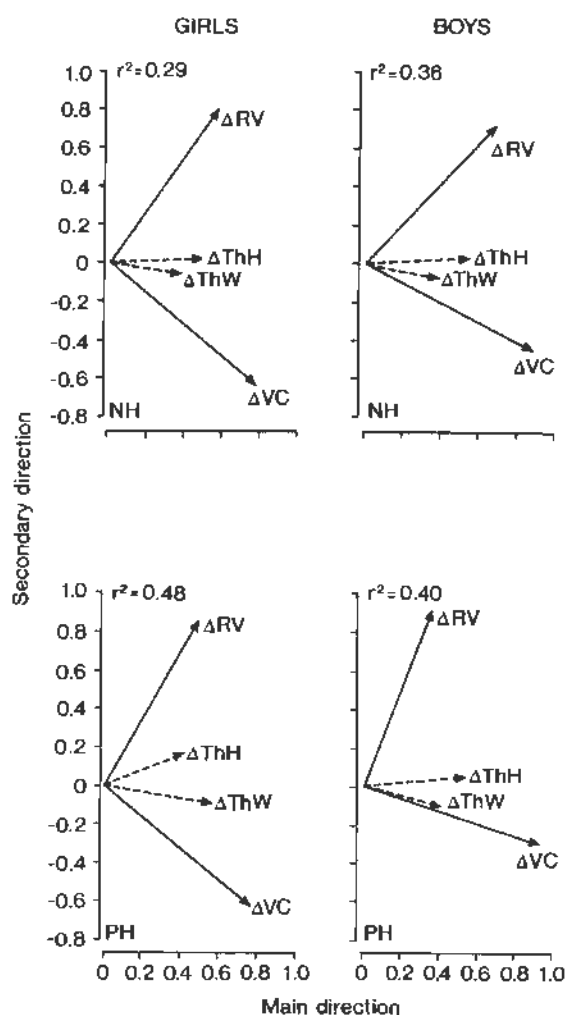 GIRLS BOYS
r²=0.29 r²=0.36
1.0
0.8
0.6
0.4
0.2
0
-0.2
-0.4
-0.6
-0.8
ΔRV
ΔThH
ΔThW
ΔVC
NH
ΔRV
ΔThH
ΔThW
ΔVC
NH
Secondary direction
r²=0.48 r²=0.40
1.0
0.8
0.6
0.4
0.2
0
-0.2
-0.4
-0.6
-0.8
ΔRV
ΔThH
ΔThW
ΔVC
PH
ΔRV
ΔThH
ΔThW
ΔVC
PH
0 0.2 0.4 0.6 0.8 1.0 0 0.2 0.4 0.6 0.8 1.0
Main direction